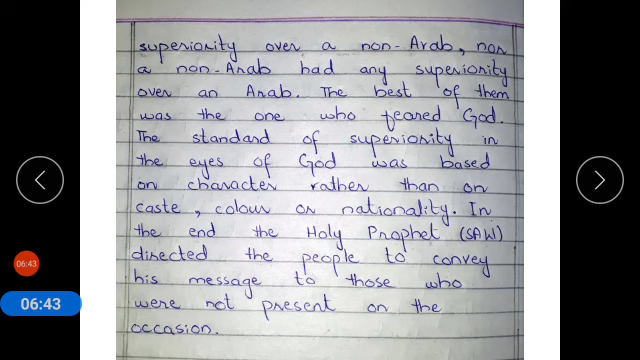 superiority over a non-Arab, nor
a non-Arab had any superiority
over an Arab. The best of them
was the one who feared God.
The standard of superiority in
the eyes of God was based
on character rather than on
caste, colour or nationality. In
the end the Holy Prophet (SAW)
directed the people to convey
his message to those who
were not present on the
occasion.
06:43
06:43